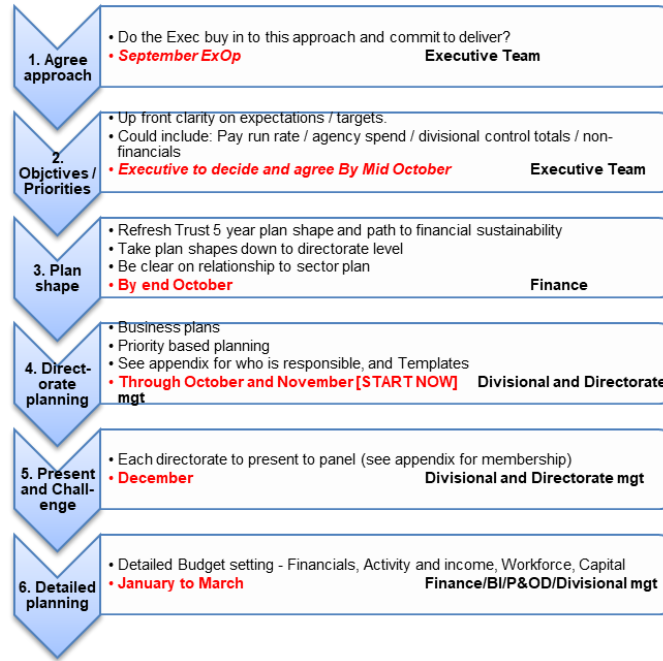 1. Agree
approach
• Do the Exec buy in to this approach and commit to deliver?
• September ExOp Executive Team
2.
Objctives /
Priorities
• Up front clarity on expectations / targets.
• Could include: Pay run rate / agency spend / divisional control totals / non-
financials
• Executive to decide and agree By Mid October Executive Team
3. Plan
shape
• Refresh Trust 5 year plan shape and path to financial sustainability
• Take plan shapes down to directorate level
• Be clear on relationship to sector plan
• By end October Finance
4. Direct-
orate
planning
• Business plans
• Priority based planning
• See appendix for who is responsible, and Templates
• Through October and November [START NOW] Divisional and Directorate
mgt
5. Present
and Chall-
enge
• Each directorate to present to panel (see appendix for membership)
• December Divisional and Directorate mgt
6. Detailed
planning
• Detailed Budget setting - Financials, Activity and income, Workforce, Capital
• January to March Finance/BI/P&OD/Divisional mgt